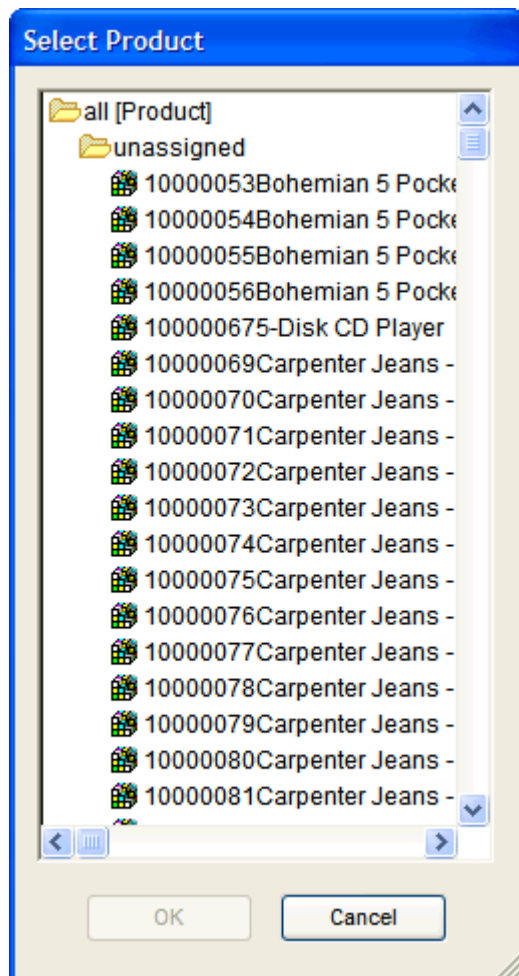 Select Product
all [Product]
unassigned
10000053Bohemian 5 Pocke
10000054Bohemian 5 Pocke
10000055Bohemian 5 Pocke
10000056Bohemian 5 Pocke
100000675-Disk CD Player
10000069Carpenter Jeans -
10000070Carpenter Jeans -
10000071Carpenter Jeans -
10000072Carpenter Jeans -
10000073Carpenter Jeans -
10000074Carpenter Jeans -
10000075Carpenter Jeans -
10000076Carpenter Jeans -
10000077Carpenter Jeans -
10000078Carpenter Jeans -
10000079Carpenter Jeans -
10000080Carpenter Jeans -
10000081Carpenter Jeans -
OK Cancel